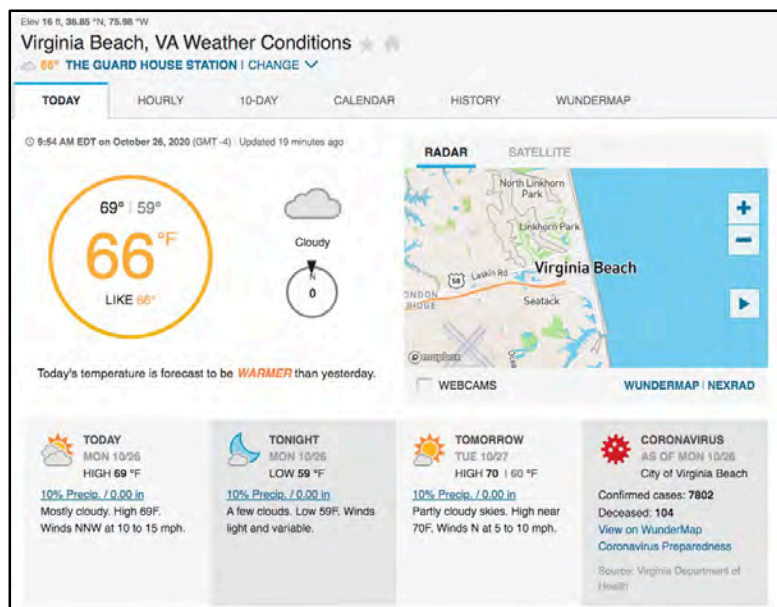 Elev 16 ft, 36.85 °N, 75.98 °W
Virginia Beach, VA Weather Conditions
66° THE GUARD HOUSE STATION | CHANGE
TODAY HOURLY 10-DAY CALENDAR HISTORY WUNDERMAP
9:54 AM EDT on October 26, 2020 (GMT -4) | Updated 19 minutes ago
69° | 59°
66 °F
LIKE 66°
Cloudy
N
0
Today's temperature is forecast to be WARMER than yesterday.
RADAR SATELLITE
North Linkhorn
Park
Linkhorn Park
Virginia Beach
58
Laskin Rd
Seatack
mapbox
WEBCAMS
WUNDERMAP | NEXRAD
TODAY
MON 10/26
HIGH 69 °F
10% Precip. / 0.00 in
Mostly cloudy. High 69F.
Winds NNW at 10 to 15 mph.
TONIGHT
MON 10/26
LOW 59 °F
10% Precip. / 0.00 in
A few clouds. Low 59F. Winds
light and variable.
TOMORROW
TUE 10/27
HIGH 70 | 60 °F
10% Precip. / 0.00 in
Partly cloudy skies. High near
70F. Winds N at 5 to 10 mph.
CORONAVIRUS
AS OF MON 10/26
City of Virginia Beach
Confirmed cases: 7802
Deceased: 104
View on WunderMap
Coronavirus Preparedness
Source: Virginia Department of
Health